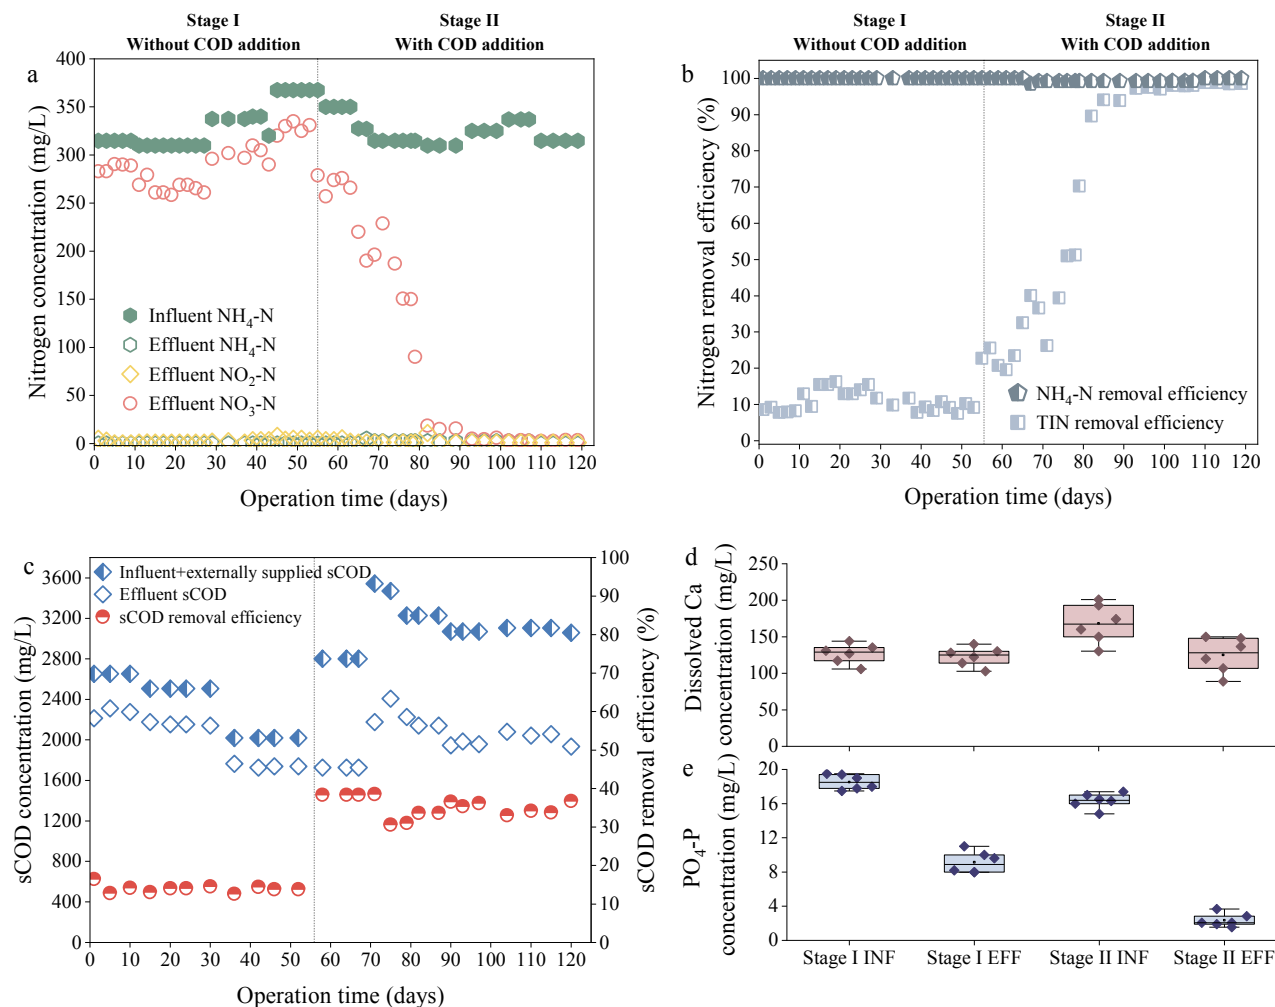 Stage I
Without COD addition
Stage II
With COD addition
a
400
350
300
250
200
150
100
50
0
Nitrogen concentration (mg/L)
Influent NH4-N
Effluent NH4-N
Effluent NO2-N
Effluent NO3-N
0 10 20 30 40 50 60 70 80 90 100 110 120
Operation time (days)
Stage I
Without COD addition
Stage II
With COD addition
b
100
90
80
70
60
50
40
30
20
10
0
Nitrogen removal efficiency (%)
NH4-N removal efficiency
TIN removal efficiency
0 10 20 30 40 50 60 70 80 90 100 110 120
Operation time (days)
c
3600
3200
2800
2400
2000
1600
1200
800
400
0
sCOD concentration (mg/L)
Influent+externally supplied sCOD
Effluent sCOD
sCOD removal efficiency
100
90
80
70
60
50
40
30
20
10
0
sCOD removal efficiency (%)
0 10 20 30 40 50 60 70 80 90 100 110 120
Operation time (days)
d
Dissolved Ca
concentration (mg/L)
250
200
150
100
50
0
e
PO4-P
concentration (mg/L)
20
16
12
8
4
0
Stage I INF Stage I EFF Stage II INF Stage II EFF